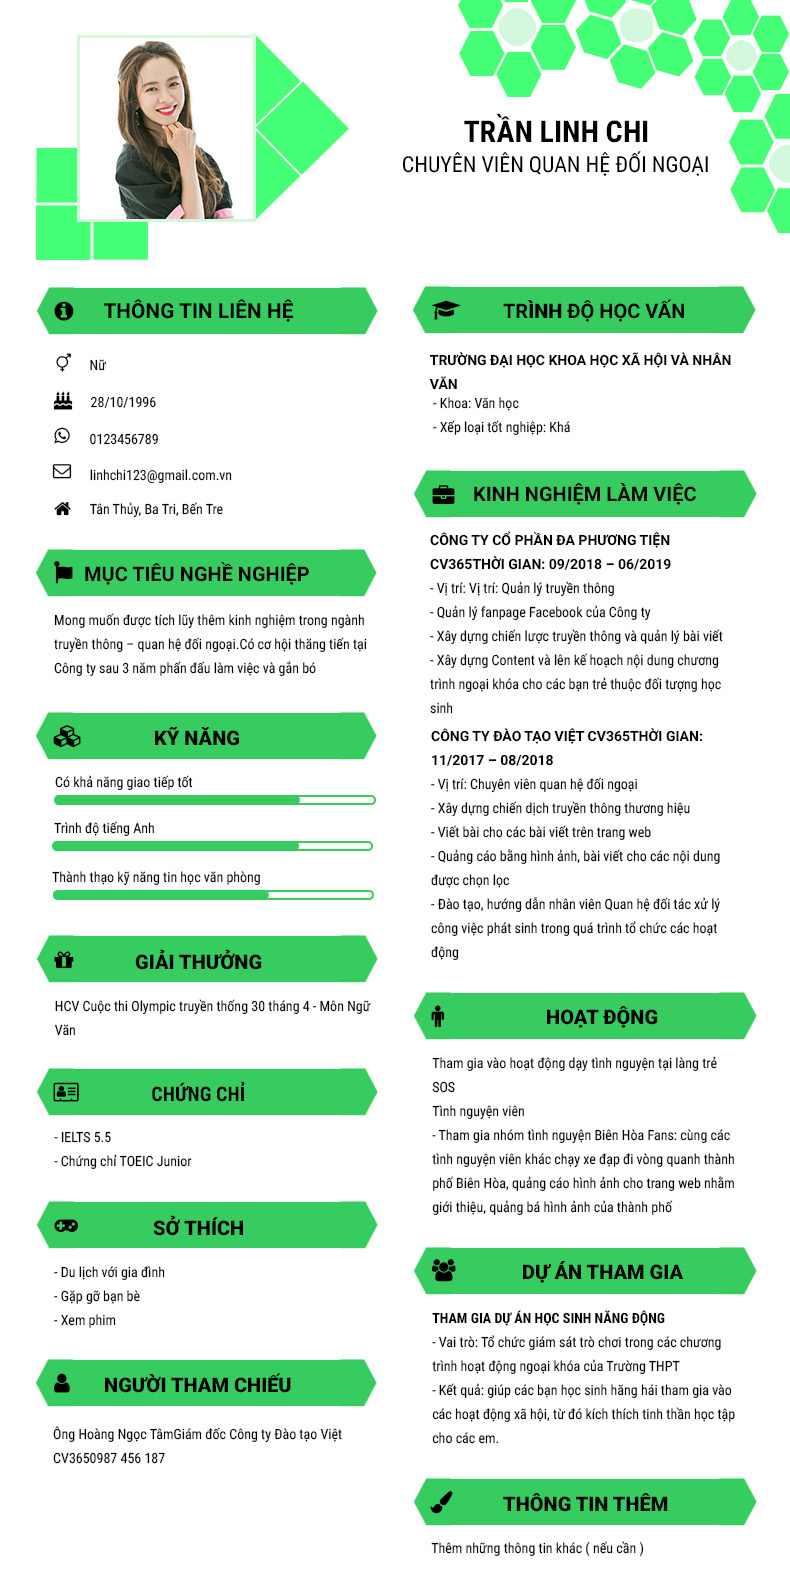 TRẦN LINH CHI
CHUYÊN VIÊN QUAN HỆ ĐỐI NGOẠI
THÔNG TIN LIÊN HỆ
Nữ
28/10/1996
0123456789
linhchi123@gmail.com.vn
Tân Thủy, Ba Tri, Bến Tre
MỤC TIÊU NGHỀ NGHIỆP
Mong muốn được tích lũy thêm kinh nghiệm trong ngành
truyền thông – quan hệ đối ngoại.Có cơ hội thăng tiến tại
Công ty sau 3 năm phấn đấu làm việc và gắn bó
KỸ NĂNG
Có khả năng giao tiếp tốt
Trình độ tiếng Anh
Thành thạo kỹ năng tin học văn phòng
GIẢI THƯỞNG
HCV Cuộc thi Olympic truyền thống 30 tháng 4 - Môn Ngữ
Văn
CHỨNG CHỈ
- IELTS 5.5
- Chứng chỉ TOEIC Junior
SỞ THÍCH
- Du lịch với gia đình
- Gặp gỡ bạn bè
- Xem phim
NGƯỜI THAM CHIẾU
Ông Hoàng Ngọc TâmGiám đốc Công ty Đào tạo Việt
CV3650987 456 187
TRÌNH ĐỘ HỌC VẤN
TRƯỜNG ĐẠI HỌC KHOA HỌC XÃ HỘI VÀ NHÂN
VĂN
- Khoa: Văn học
- Xếp loại tốt nghiệp: Khá
KINH NGHIỆM LÀM VIỆC
CÔNG TY CỔ PHẦN ĐA PHƯƠNG TIỆN
CV365THỜI GIAN: 09/2018 – 06/2019
- Vị trí: Vị trí: Quản lý truyền thông
- Quản lý fanpage Facebook của Công ty
- Xây dựng chiến lược truyền thông và quản lý bài viết
- Xây dựng Content và lên kế hoạch nội dung chương
trình ngoại khóa cho các bạn trẻ thuộc đối tượng học
sinh
CÔNG TY ĐÀO TẠO VIỆT CV365THỜI GIAN:
11/2017 – 08/2018
- Vị trí: Chuyên viên quan hệ đối ngoại
- Xây dựng chiến dịch truyền thông thương hiệu
- Viết bài cho các bài viết trên trang web
- Quảng cáo bằng hình ảnh, bài viết cho các nội dung
được chọn lọc
- Đào tạo, hướng dẫn nhân viên Quan hệ đối tác xử lý
công việc phát sinh trong quá trình tổ chức các hoạt
động
HOẠT ĐỘNG
Tham gia vào hoạt động dạy tình nguyện tại làng trẻ
SOS
Tình nguyện viên
- Tham gia nhóm tình nguyện Biên Hòa Fans: cùng các
tình nguyện viên khác chạy xe đạp đi vòng quanh thành
phố Biên Hòa, quảng cáo hình ảnh cho trang web nhằm
giới thiệu, quảng bá hình ảnh của thành phố
DỰ ÁN THAM GIA
THAM GIA DỰ ÁN HỌC SINH NĂNG ĐỘNG
- Vai trò: Tổ chức giám sát trò chơi trong các chương
trình hoạt động ngoại khóa của Trường THPT
- Kết quả: giúp các bạn học sinh hăng hái tham gia vào
các hoạt động xã hội, từ đó kích thích tinh thần học tập
cho các em.
THÔNG TIN THÊM
Thêm những thông tin khác ( nếu cần )